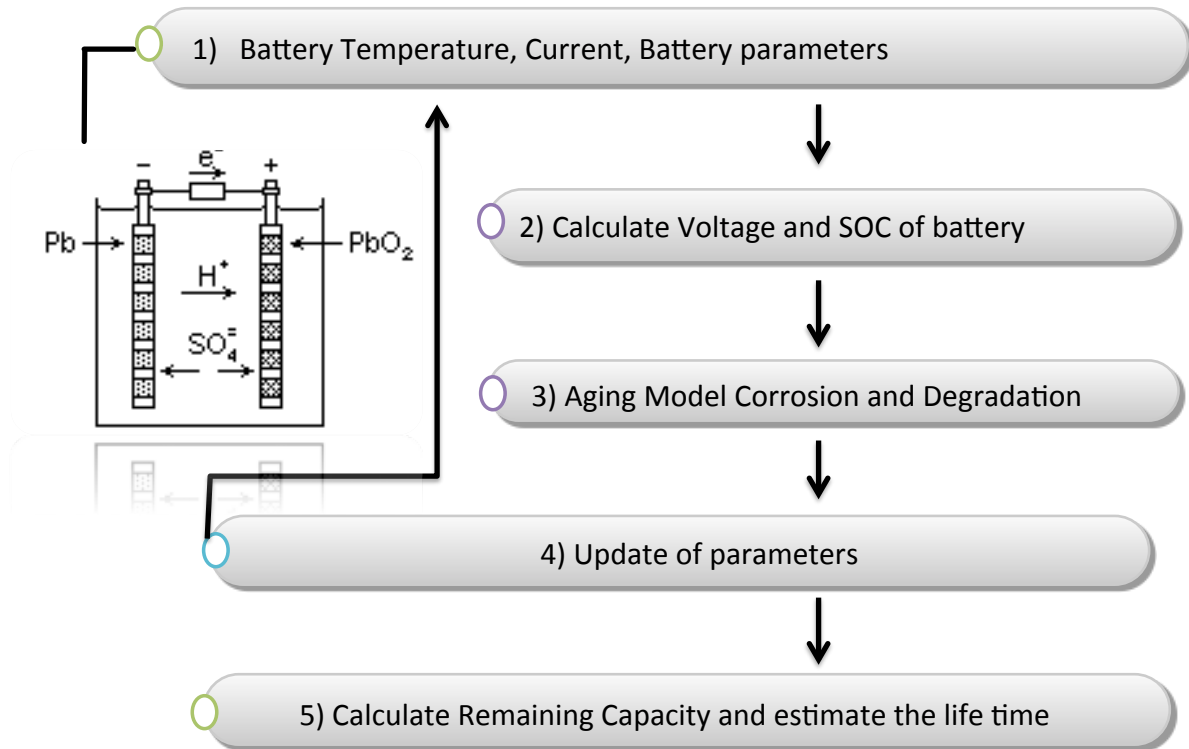 1) Battery Temperature, Current, Battery parameters
- e⁻ +
Pb
PbO₂
H⁺
SO₄⁼
2) Calculate Voltage and SOC of battery
3) Aging Model Corrosion and Degradation
4) Update of parameters
5) Calculate Remaining Capacity and estimate the life time